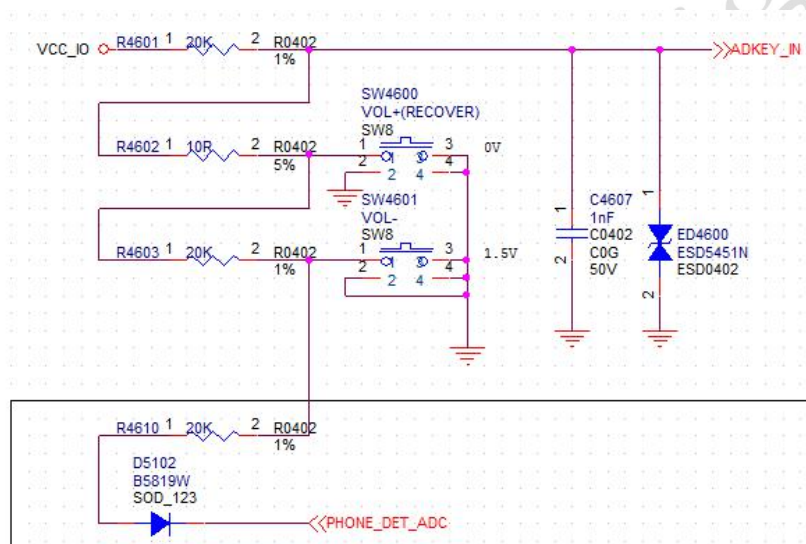 VCC_IO R4601 1 20K 2 R0402 ADKEY_IN
1%
SW4600
VOL+(RECOVER)
R4602 1 10R 2 R0402 SW8
5%
1 3 0V
2 4
2 4
SW4601
VOL-
R4603 1 20K 2 R0402 SW8
1%
1 3 1.5V
2 4
2 4
1 C4607
1nF
C0402
C0G
2 50V
1 ED4600
ESD5451N
2 ESD0402
R4610 1 20K 2 R0402
1%
D5102
B5819W
SOD_123
PHONE_DET_ADC